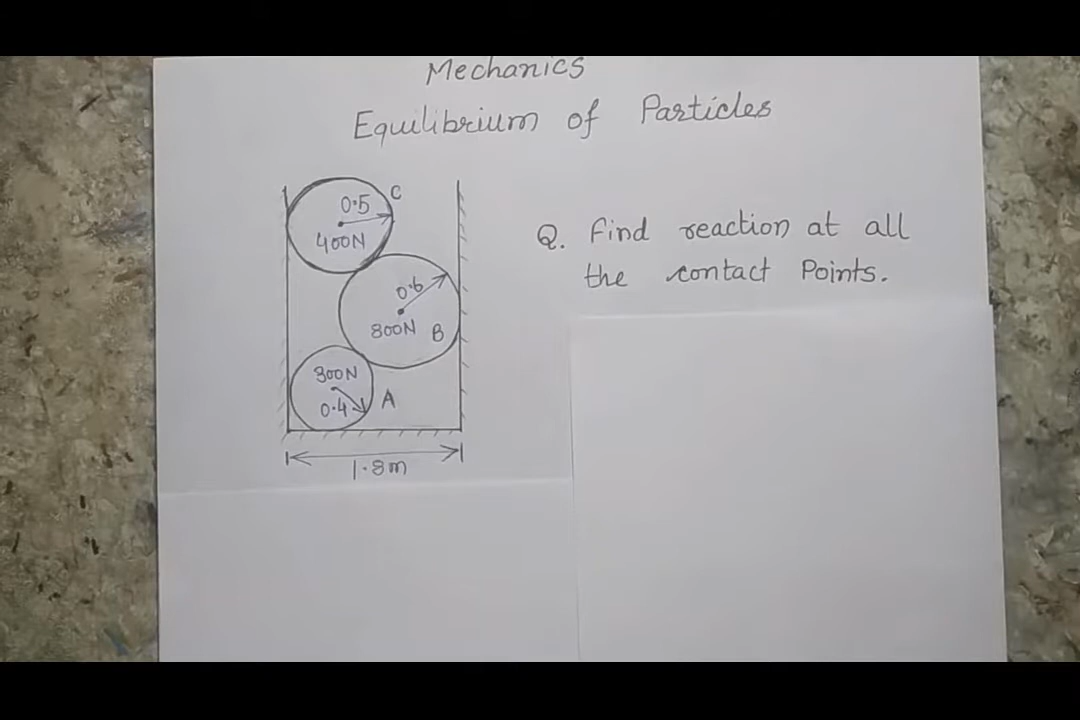 Mechanics
Equilibrium of Particles
0.5 C
400N
0.6
800N B
300N
0.4 A
1.8m
Q. Find reaction at all
the contact Points.